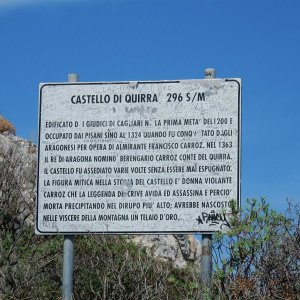 CASTELLO DI QUIRRA 296 S/M
EDIFICATO DAI GIUDICI DI CAGLIARI NELLA PRIMA METÀ DEL 1200 E
OCCUPATO DAI PISANI SINO AL 1324 QUANDO FU CONQUISTATO DAGLI
ARAGONESI PER OPERA DI ALMIRANTE FRANCISCO CARROZ. NEL 1363
IL RE DI ARAGONA NOMINÒ BERENGARIO CARROZ CONTE DEL QUIRRA.
IL CASTELLO FU ASSEDIATO VARIE VOLTE SENZA ESSERE MAI ESPUGNATO.
LA FIGURA MITICA NELLA STORIA DEL CASTELLO E' DONNA VIOLANTE
CARROZ CHE LA LEGGENDA DESCRIVE AVIDA ED ASSASSINA E PERCIO'
MORTA PRECIPITANDO NEL DIRUPO PIU' ALTO; AVREBBE NASCOSTO
NELLE VISCERE DELLA MONTAGNA UN TELAIO D'ORO.